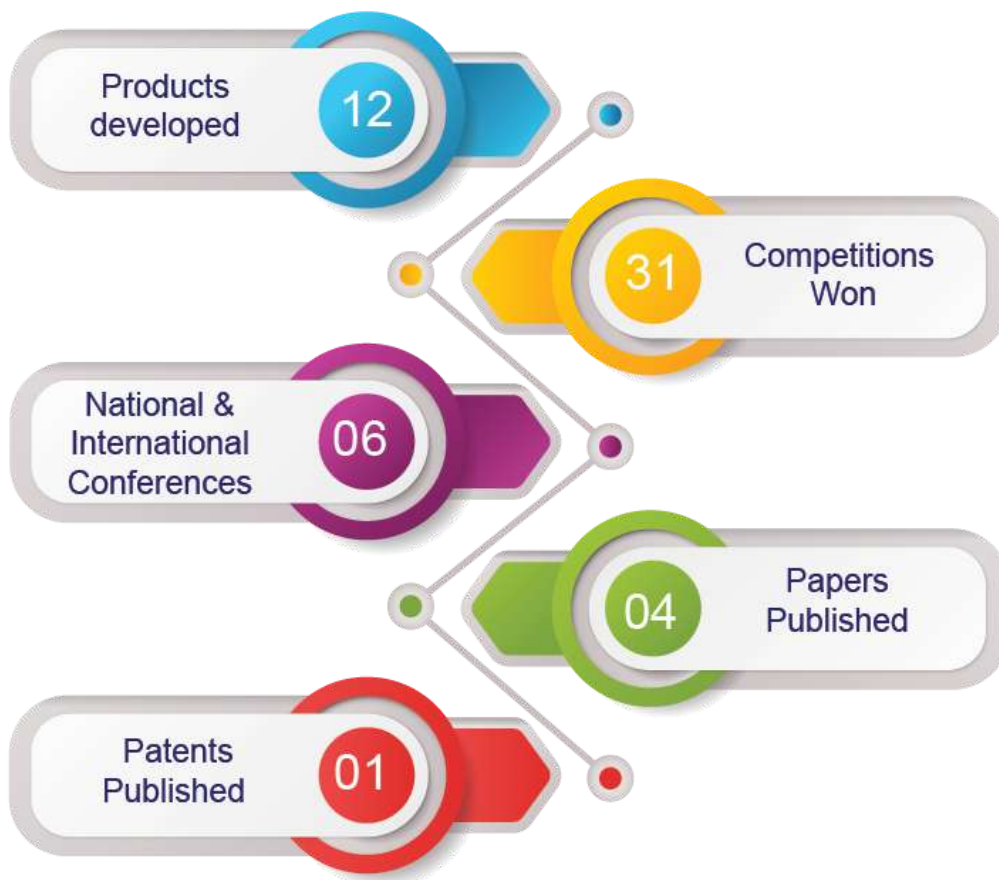 Products
developed
12
31
Competitions
Won
National &
International
Conferences
06
04
Papers
Published
Patents
Published
01